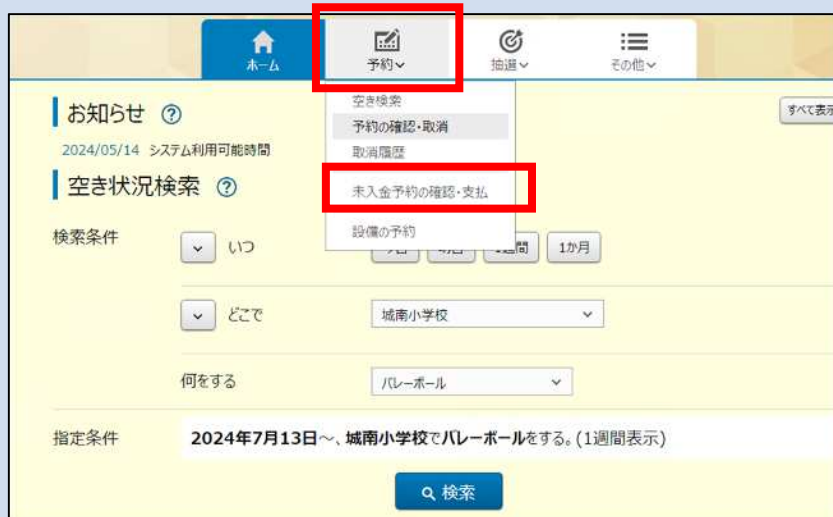 ホーム
予約
抽選
その他
お知らせ ?
すべて表示
2024/05/14 システム利用可能時間
空き検索
予約の確認・取消
取消履歴
未入金予約の確認・支払
設備の予約
空き状況検索 ?
検索条件
いつ
1週間
1か月
どこで
城南小学校
何をする
バレーボール
指定条件
2024年7月13日~、城南小学校でバレーボールをする。(1週間表示)
検索